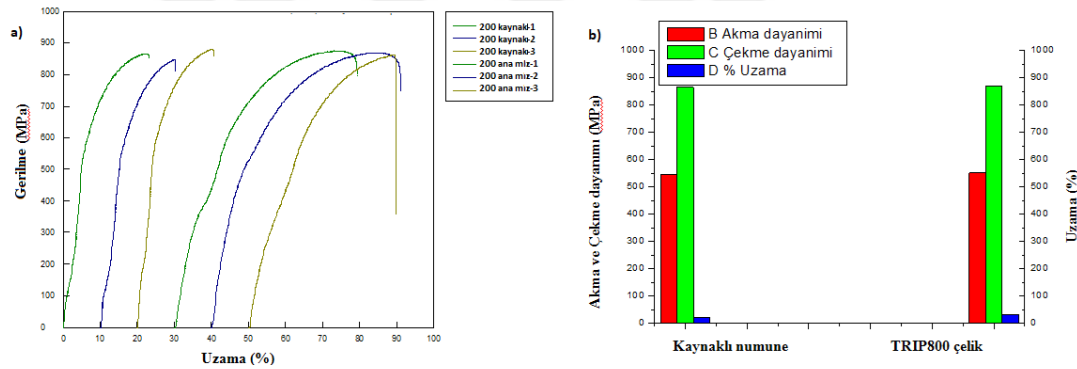 a)
Gerilme (MPa)
1000
900
800
700
600
500
400
300
200
100
0
0 10 20 30 40 50 60 70 80 90 100
Uzama (%)
200 kaynaklı-1
200 kaynaklı-2
200 kaynaklı-3
200 ana mlz-1
200 ana mlz-2
200 ana mlz-3
b)
B Akma dayanimi
C Çekme dayanimi
D % Uzama
Akma ve Çekme dayanımı (MPa)
1000
900
800
700
600
500
400
300
200
100
0
Kaynaklı numune
TRIP800 çelik
1000
900
800
700
600
500
400
300
200
100
0
Uzama (%)